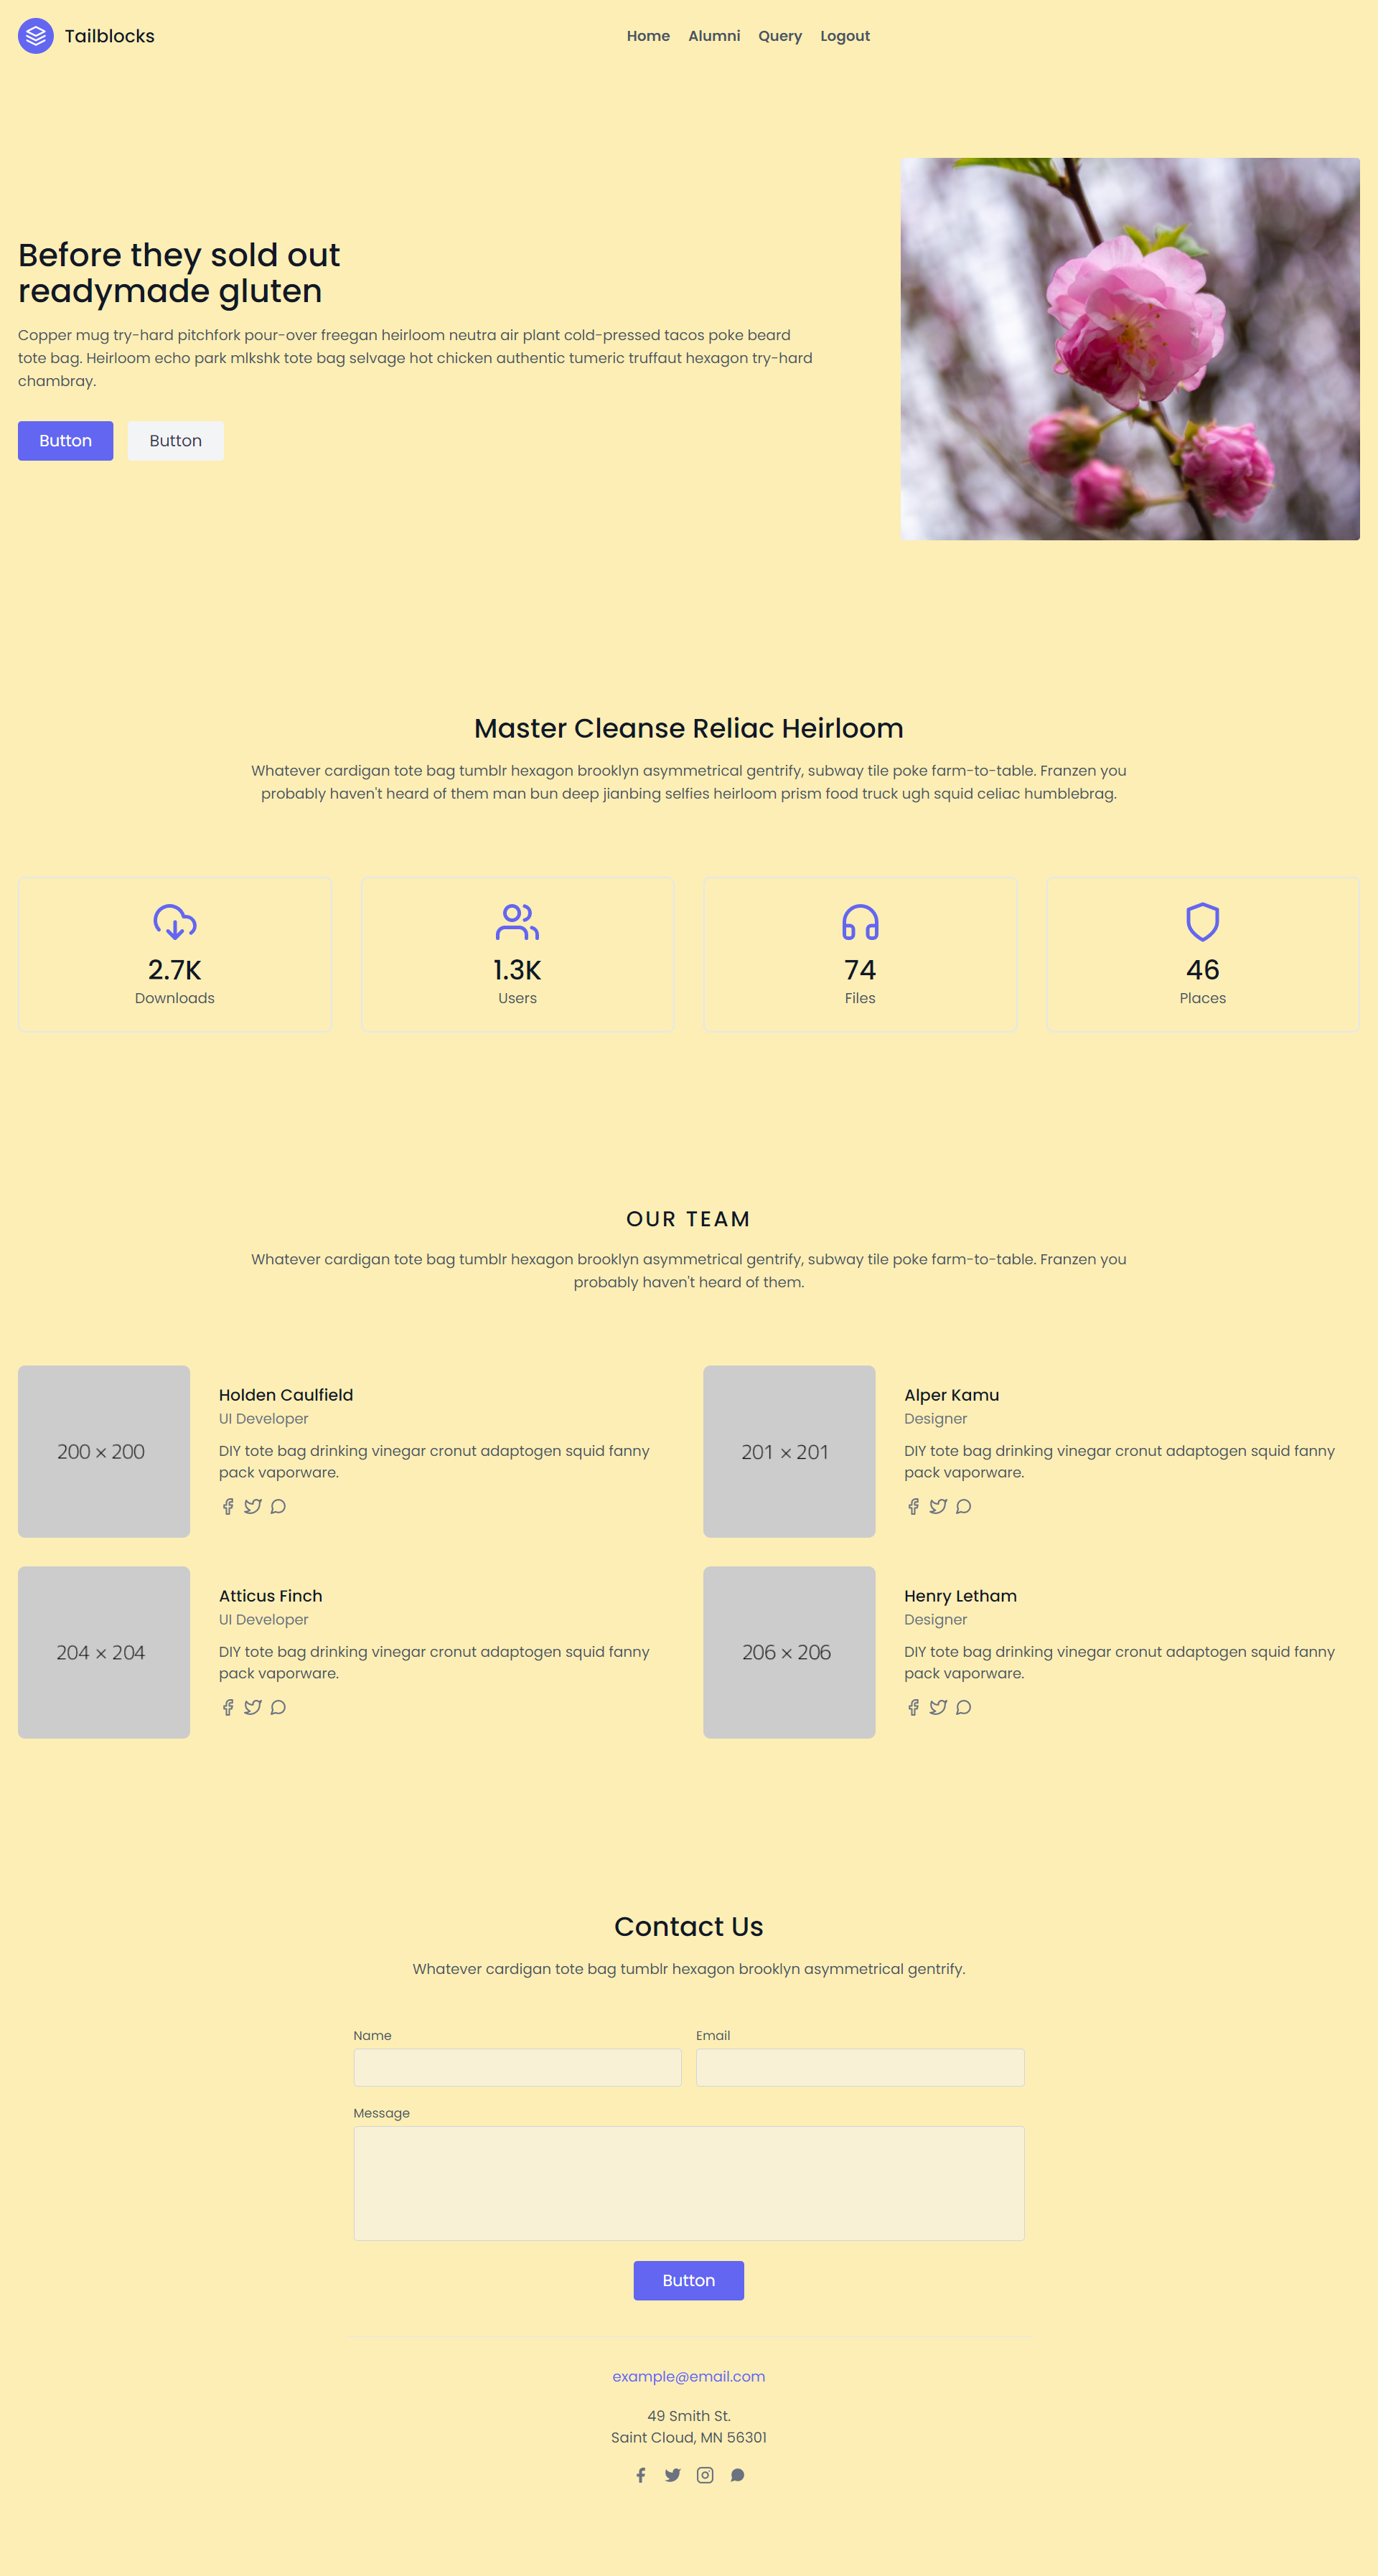 Tailblocks
Home Alumni Query Logout
Before they sold out
readymade gluten
Copper mug try-hard pitchfork pour-over freegan heirloom neutra air plant cold-pressed tacos poke beard
tote bag. Heirloom echo park mlkshk tote bag selvage hot chicken authentic tumeric truffaut hexagon try-hard
chambray.
Button Button
Master Cleanse Reliac Heirloom
Whatever cardigan tote bag tumblr hexagon brooklyn asymmetrical gentrify, subway tile poke farm-to-table. Franzen you
probably haven't heard of them man bun deep jianbing selfies heirloom prism food truck ugh squid celiac humblebrag.
2.7K
Downloads
1.3K
Users
74
Files
46
Places
OUR TEAM
Whatever cardigan tote bag tumblr hexagon brooklyn asymmetrical gentrify, subway tile poke farm-to-table. Franzen you
probably haven't heard of them.
200 × 200
Holden Caulfield
UI Developer
DIY tote bag drinking vinegar cronut adaptogen squid fanny
pack vaporware.
201 × 201
Alper Kamu
Designer
DIY tote bag drinking vinegar cronut adaptogen squid fanny
pack vaporware.
204 × 204
Atticus Finch
UI Developer
DIY tote bag drinking vinegar cronut adaptogen squid fanny
pack vaporware.
206 × 206
Henry Letham
Designer
DIY tote bag drinking vinegar cronut adaptogen squid fanny
pack vaporware.
Contact Us
Whatever cardigan tote bag tumblr hexagon brooklyn asymmetrical gentrify.
Name
Email
Message
Button
example@email.com
49 Smith St.
Saint Cloud, MN 56301